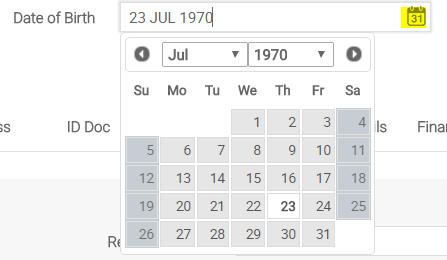 Date of Birth 23 JUL 1970 31
Jul 1970
Su Mo Tu We Th Fr Sa
1 2 3 4
5 6 7 8 9 10 11
12 13 14 15 16 17 18
19 20 21 22 23 24 25
26 27 28 29 30 31
ID Doc